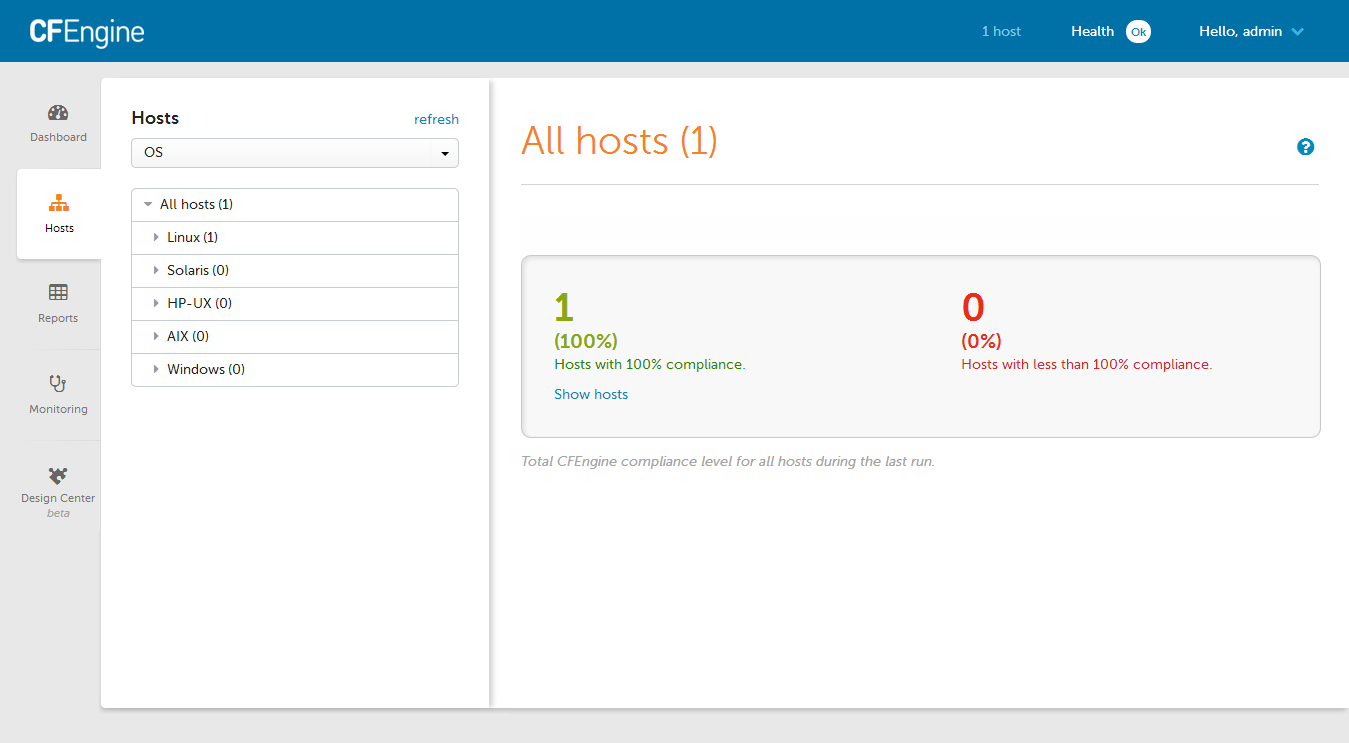 CFEngine
1 host
Health
Ok
Hello, admin
Dashboard
Hosts
Reports
Monitoring
Design Center
beta
Hosts
refresh
OS
All hosts (1)
Linux (1)
Solaris (0)
HP-UX (0)
AIX (0)
Windows (0)
All hosts (1)
?
1
(100%)
Hosts with 100% compliance.
Show hosts
0
(0%)
Hosts with less than 100% compliance.
Total CFEngine compliance level for all hosts during the last run.